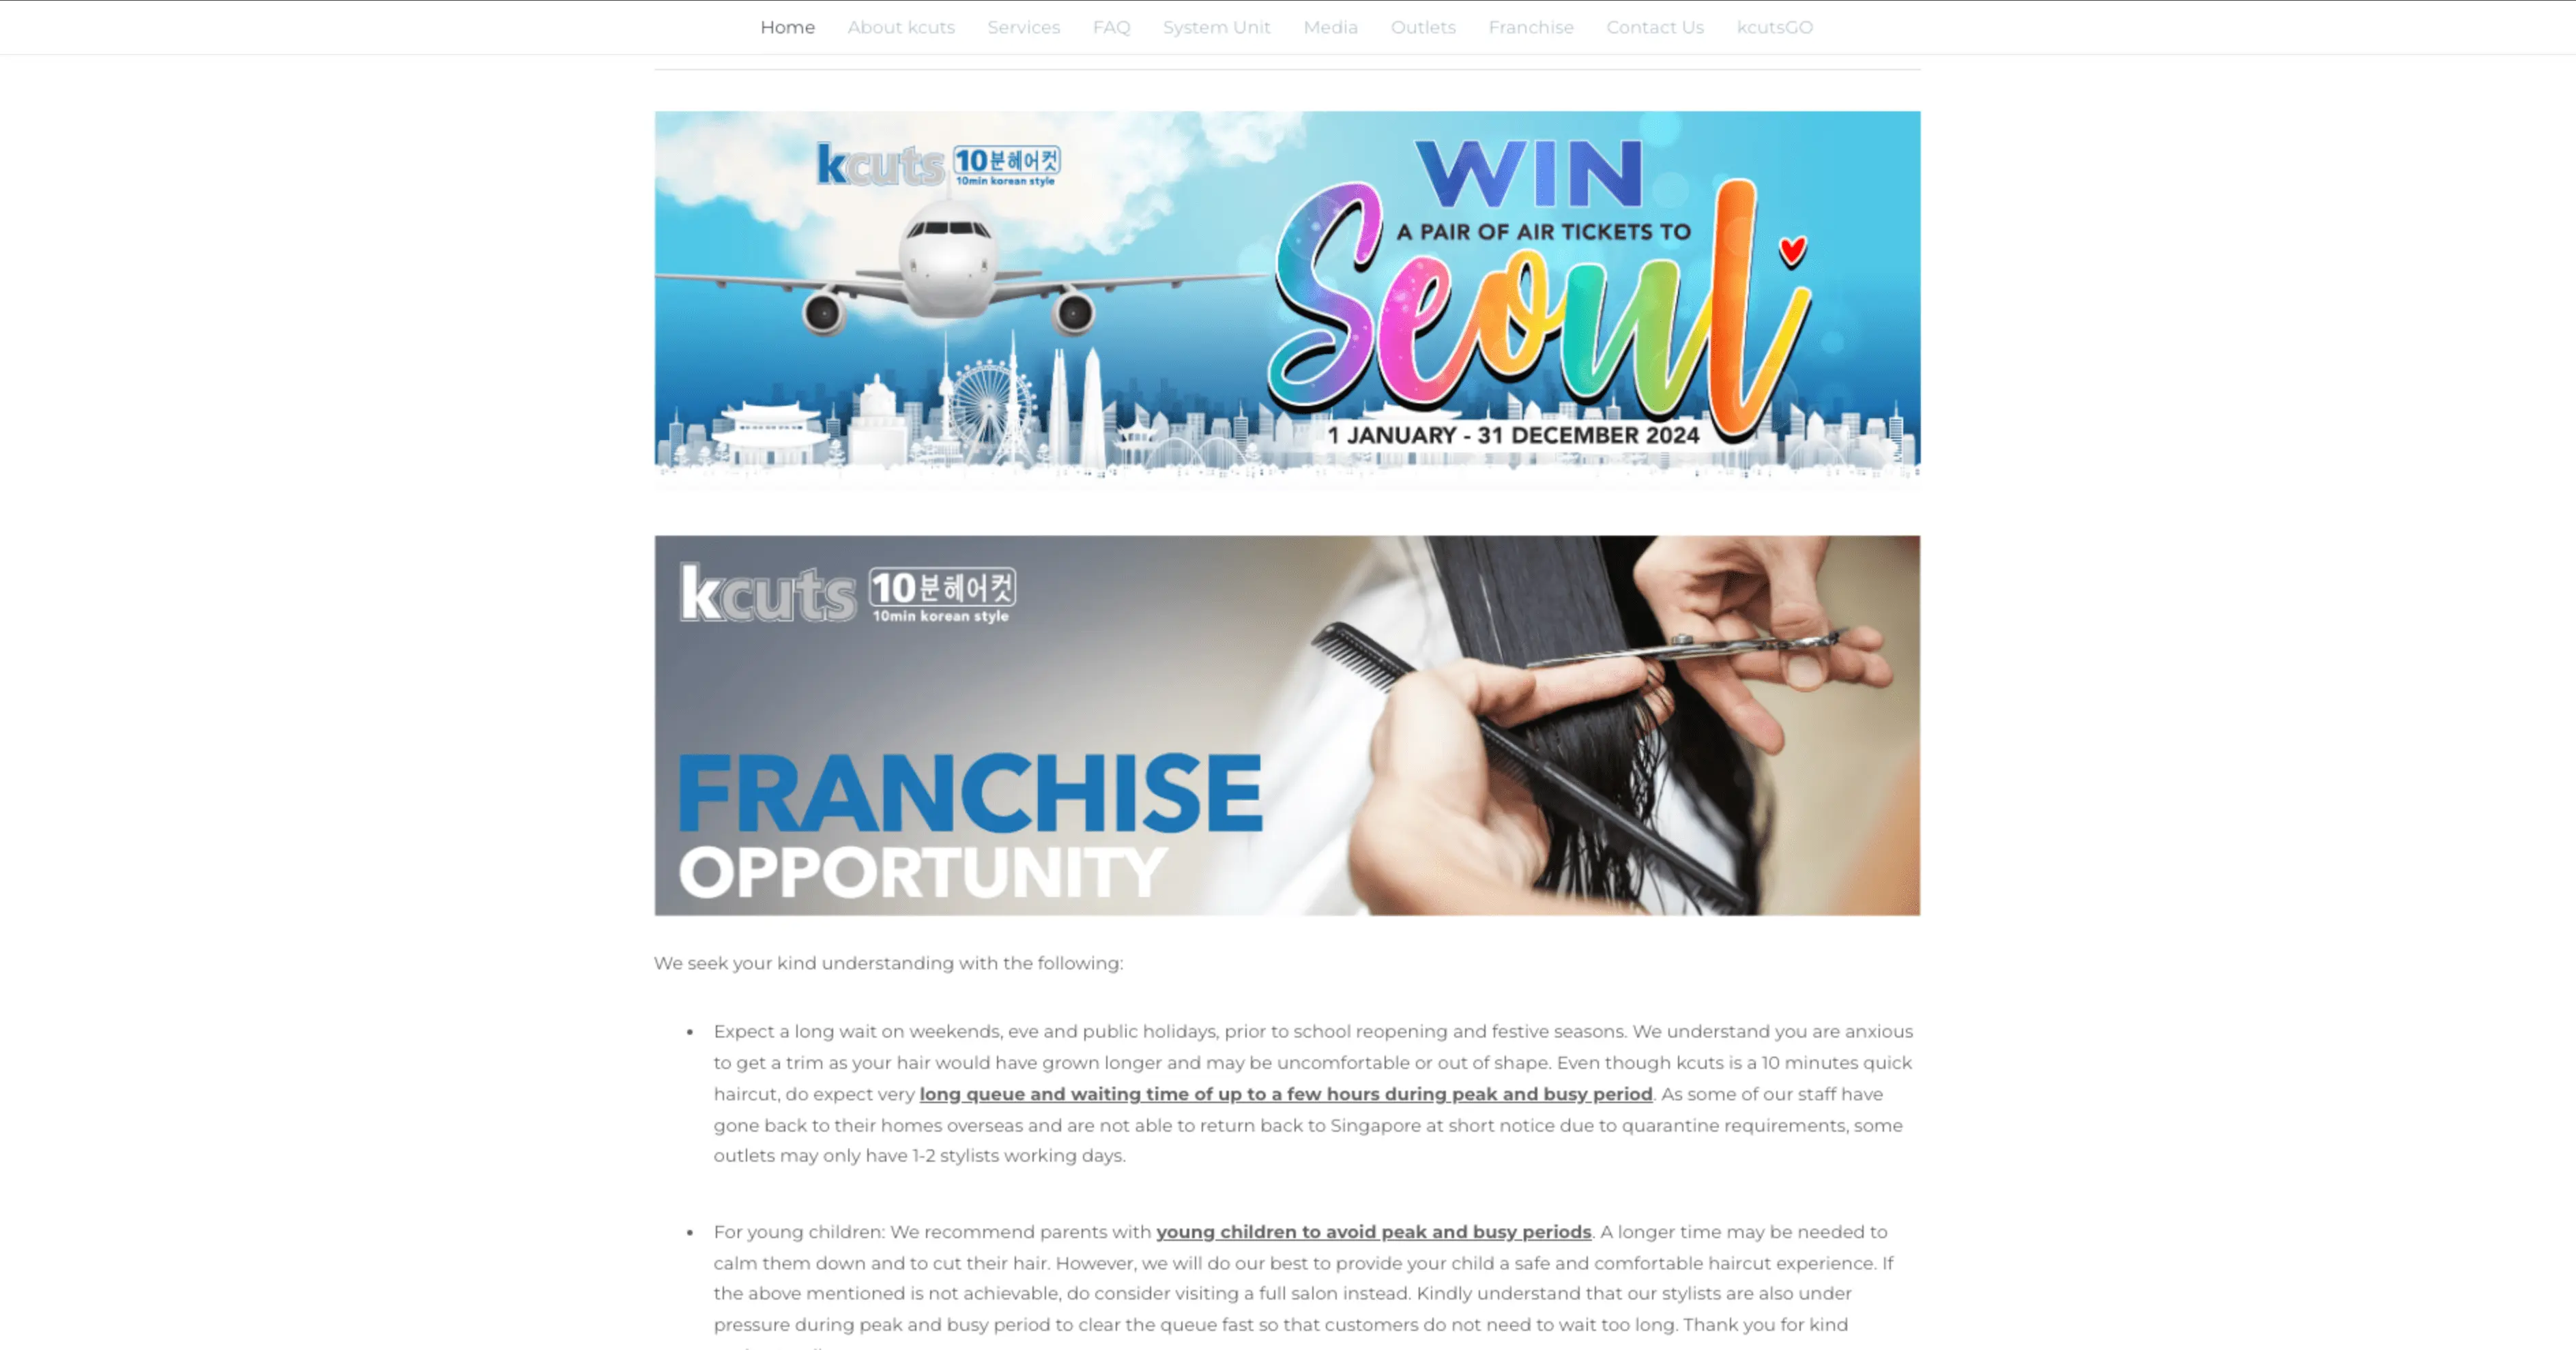 Home About kcuts Services FAQ System Unit Media Outlets Franchise Contact Us kcutsGO
kcuts 10분헤어컷
10min korean style
WIN
A PAIR OF AIR TICKETS TO
Seoul
1 JANUARY - 31 DECEMBER 2024
kcuts 10분헤어컷
10min korean style
FRANCHISE
OPPORTUNITY
We seek your kind understanding with the following:
• Expect a long wait on weekends, eve and public holidays, prior to school reopening and festive seasons. We understand you are anxious
to get a trim as your hair would have grown longer and may be uncomfortable or out of shape. Even though kcuts is a 10 minutes quick
haircut, do expect very long queue and waiting time of up to a few hours during peak and busy period. As some of our staff have
gone back to their homes overseas and are not able to return back to Singapore at short notice due to quarantine requirements, some
outlets may only have 1-2 stylists working days.
• For young children: We recommend parents with young children to avoid peak and busy periods. A longer time may be needed to
calm them down and to cut their hair. However, we will do our best to provide your child a safe and comfortable haircut experience. If
the above mentioned is not achievable, do consider visiting a full salon instead. Kindly understand that our stylists are also under
pressure during peak and busy period to clear the queue fast so that customers do not need to wait too long. Thank you for kind